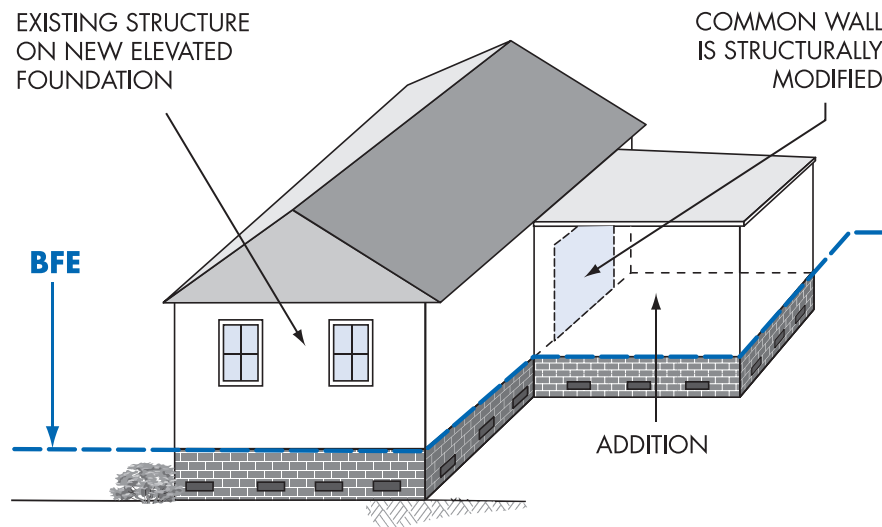 EXISTING STRUCTURE
ON NEW ELEVATED
FOUNDATION
COMMON WALL
IS STRUCTURALLY
MODIFIED
BFE
ADDITION